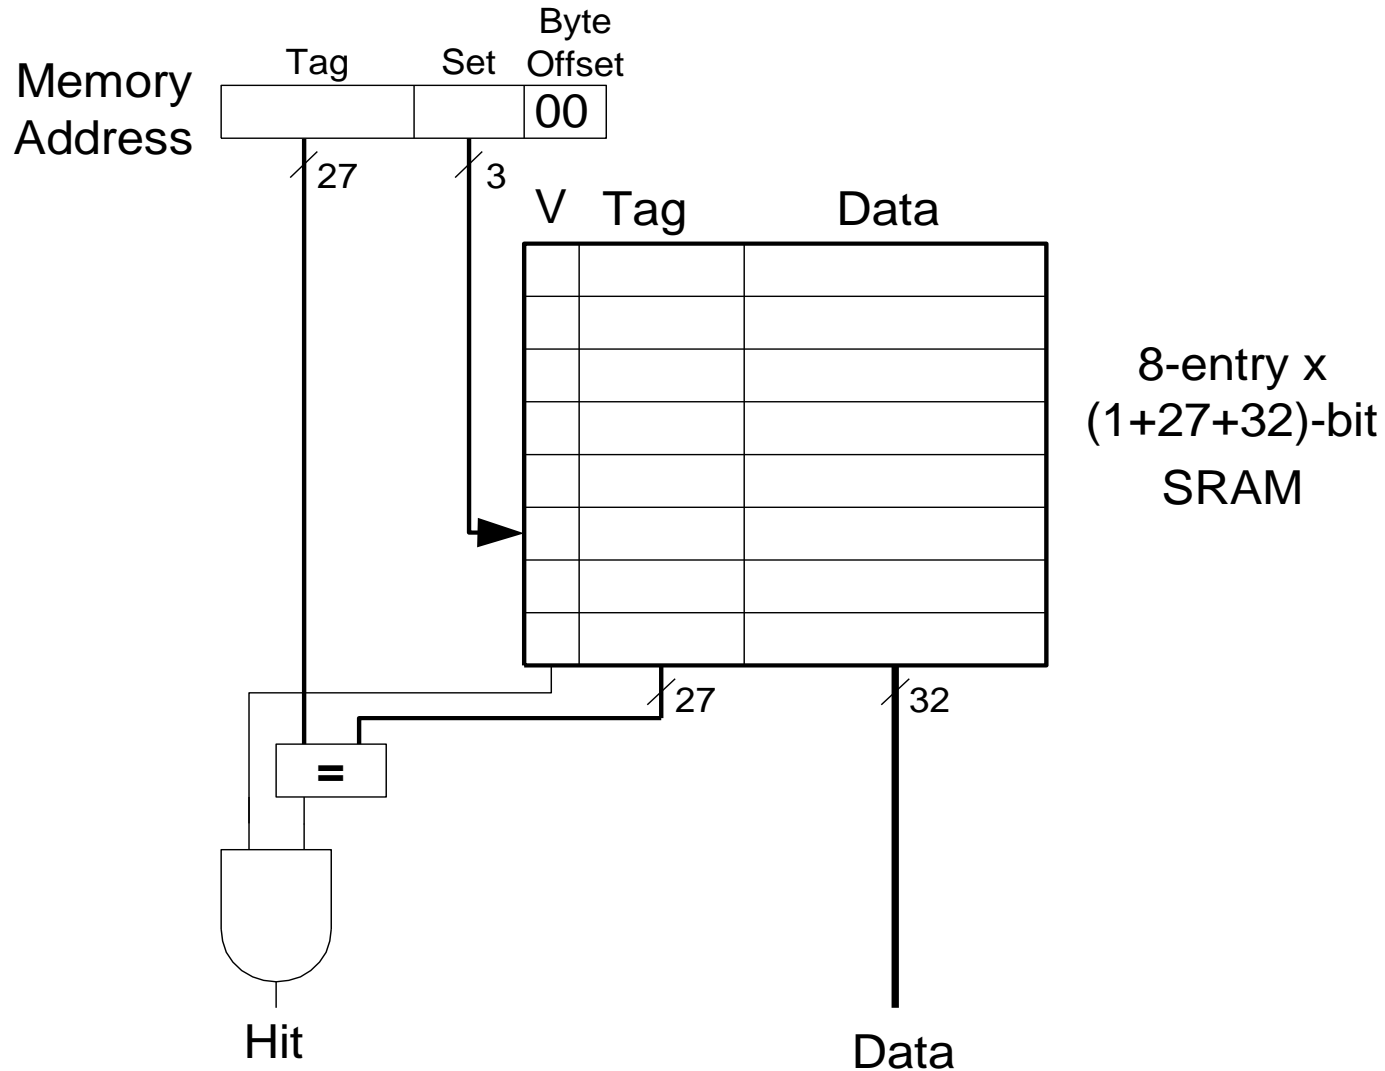 Byte
Tag Set Offset
Memory
Address
00
27 3
V Tag Data
8-entry x
(1+27+32)-bit
SRAM
27 32
=
Hit Data